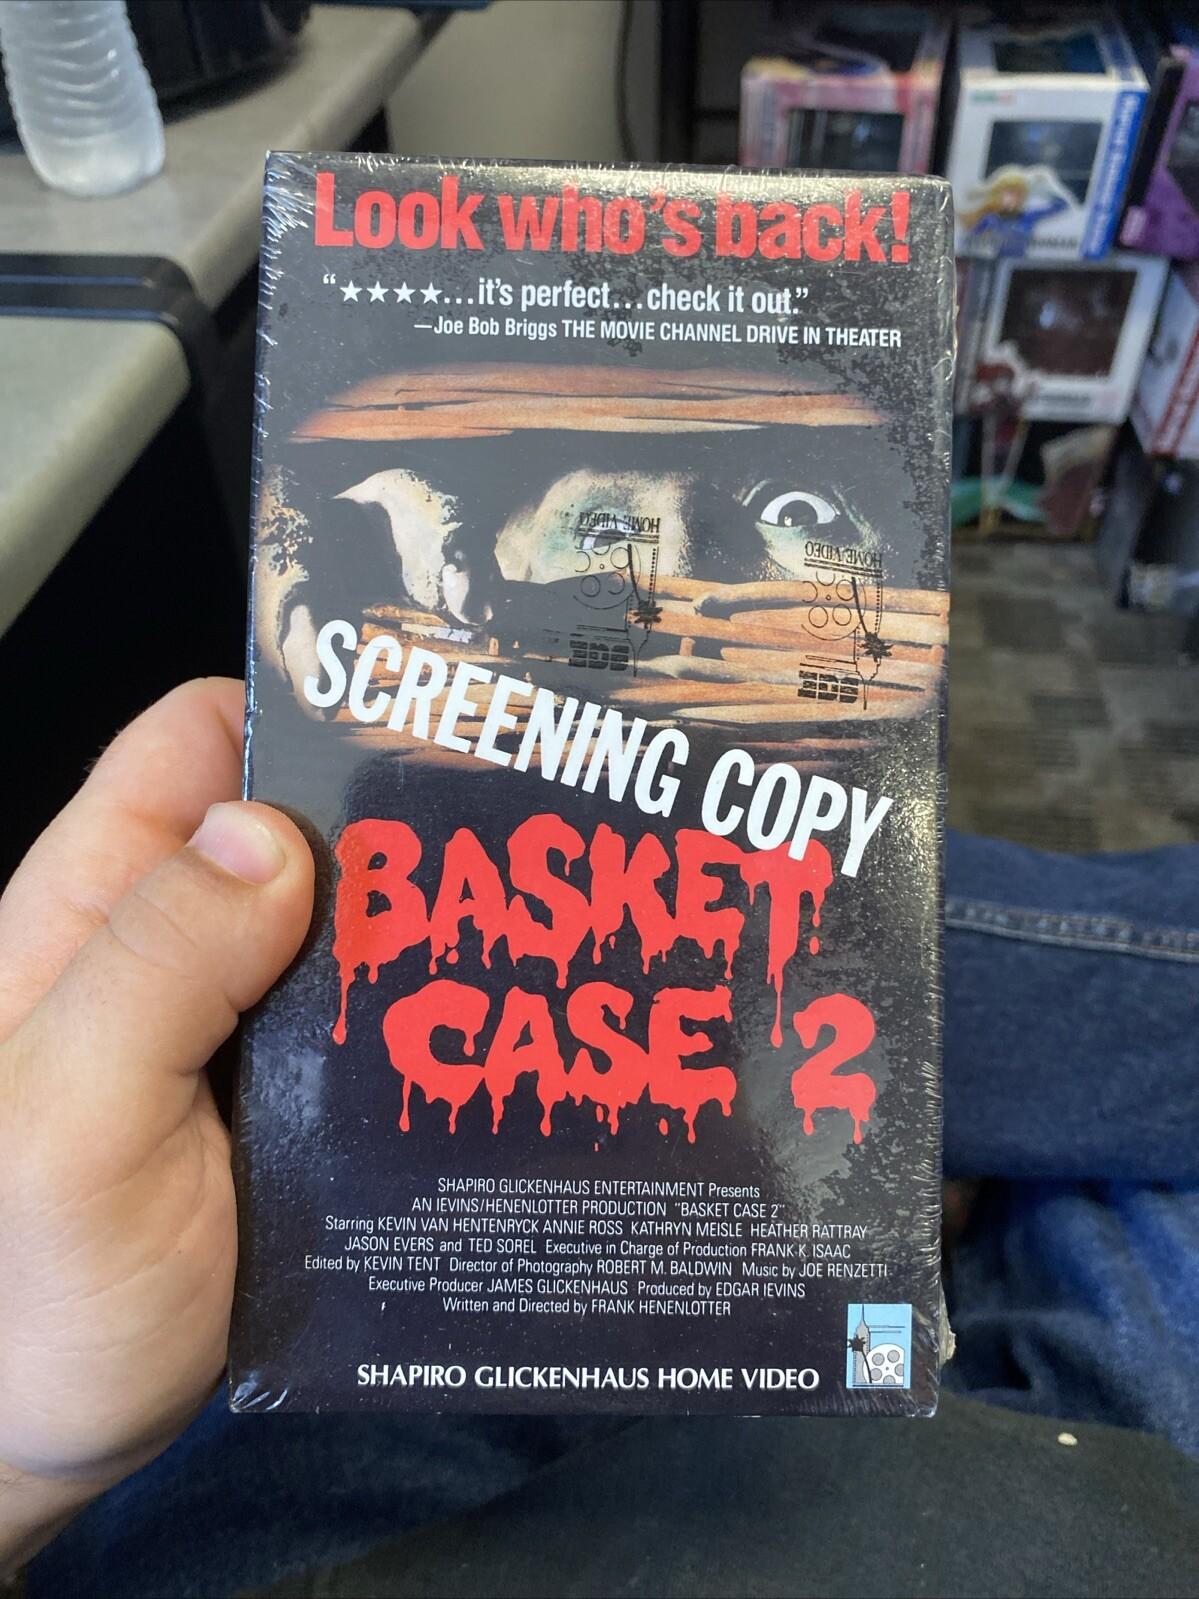 Look who's back!
“★★★★...it's perfect...check it out.”
—Joe Bob Briggs THE MOVIE CHANNEL DRIVE IN THEATER
HOME VIDEO
SGE
HOME VIDEO
SGE
SCREENING COPY
BASKET
CASE 2
SHAPIRO GLICKENHAUS ENTERTAINMENT Presents
AN IEVINS/HENENLOTTER PRODUCTION "BASKET CASE 2"
Starring KEVIN VAN HENTENRYCK ANNIE ROSS KATHRYN MEISLE HEATHER RATTRAY
JASON EVERS and TED SOREL Executive in Charge of Production FRANK K. ISAAC
Edited by KEVIN TENT Director of Photography ROBERT M. BALDWIN Music by JOE RENZETTI
Executive Producer JAMES GLICKENHAUS Produced by EDGAR IEVINS
Written and Directed by FRANK HENENLOTTER
SHAPIRO GLICKENHAUS HOME VIDEO